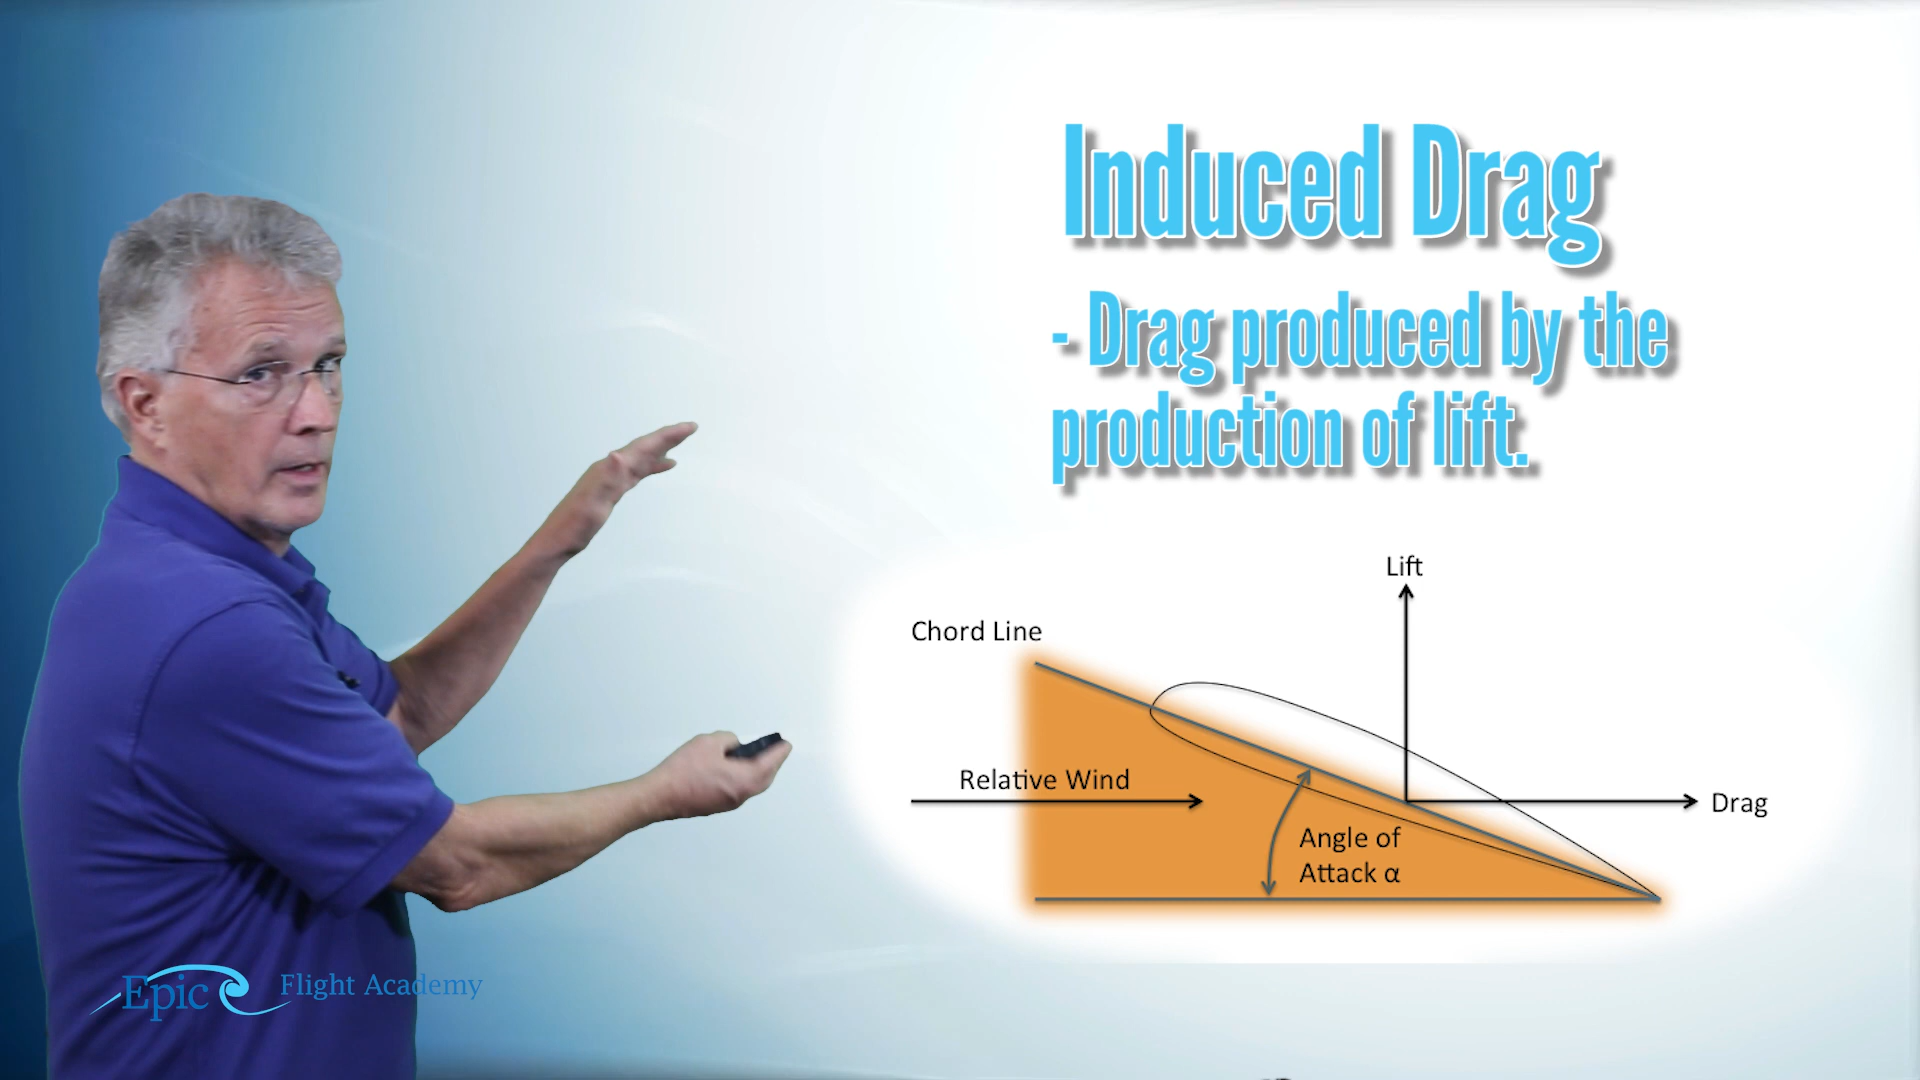 Induced Drag
- Drag produced by the
production of lift.
Lift
Chord Line
Relative Wind
Drag
Angle of
Attack α
Epic Flight Academy